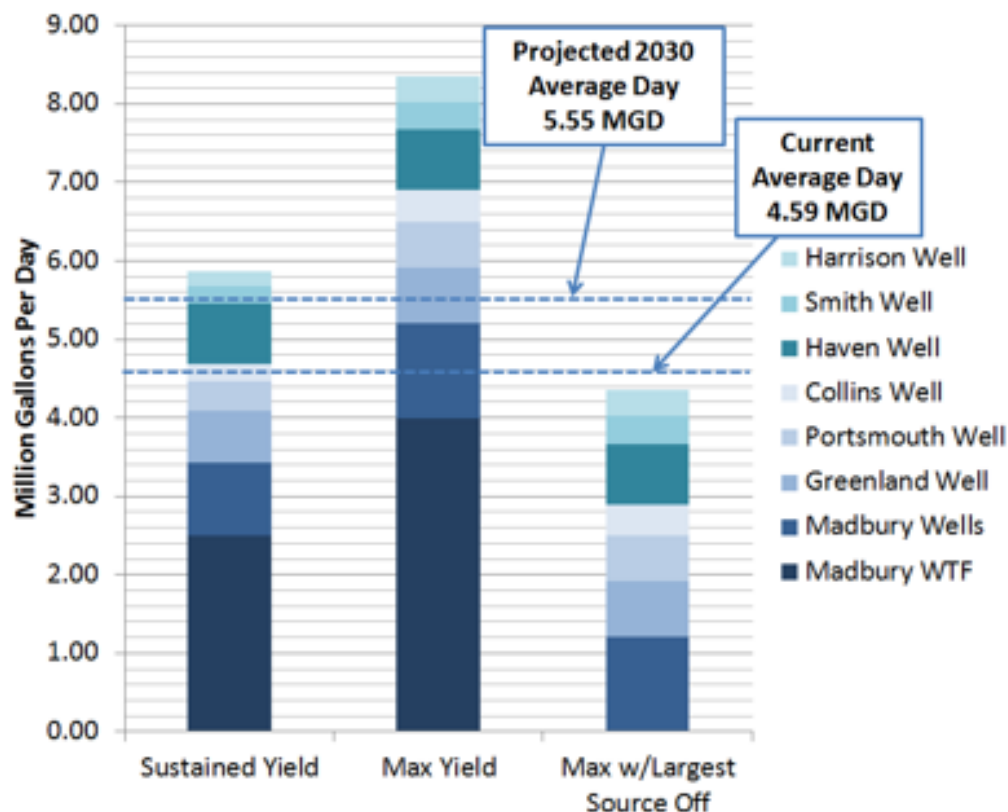 9.00
8.00
7.00
6.00
5.00
4.00
3.00
2.00
1.00
0.00
Million Gallons Per Day
Projected 2030
Average Day
5.55 MGD
Current
Average Day
4.59 MGD
Harrison Well
Smith Well
Haven Well
Collins Well
Portsmouth Well
Greenland Well
Madbury Wells
Madbury WTF
Sustained Yield
Max Yield
Max w/Largest
Source Off